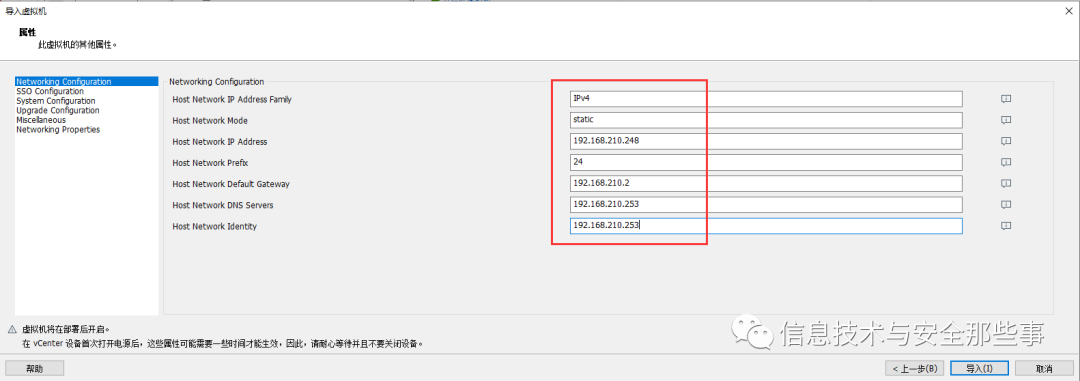 导入虚拟机
属性
此虚拟机的其他属性。
Networking Configuration
SSO Configuration
System Configuration
Upgrade Configuration
Miscellaneous
Networking Properties
Networking Configuration
Host Network IP Address Family IPv4
Host Network Mode static
Host Network IP Address 192.168.210.248
Host Network Prefix 24
Host Network Default Gateway 192.168.210.2
Host Network DNS Servers 192.168.210.253
Host Network Identity 192.168.210.253
虚拟机将在部署后开启。
在 vCenter 设备首次打开电源后，这些属性可能需要一些时间才能生效，因此，请耐心等待并且不要关闭设备。
信息技术与安全那些事
帮助 < 上一步(B) 导入(I) 取消